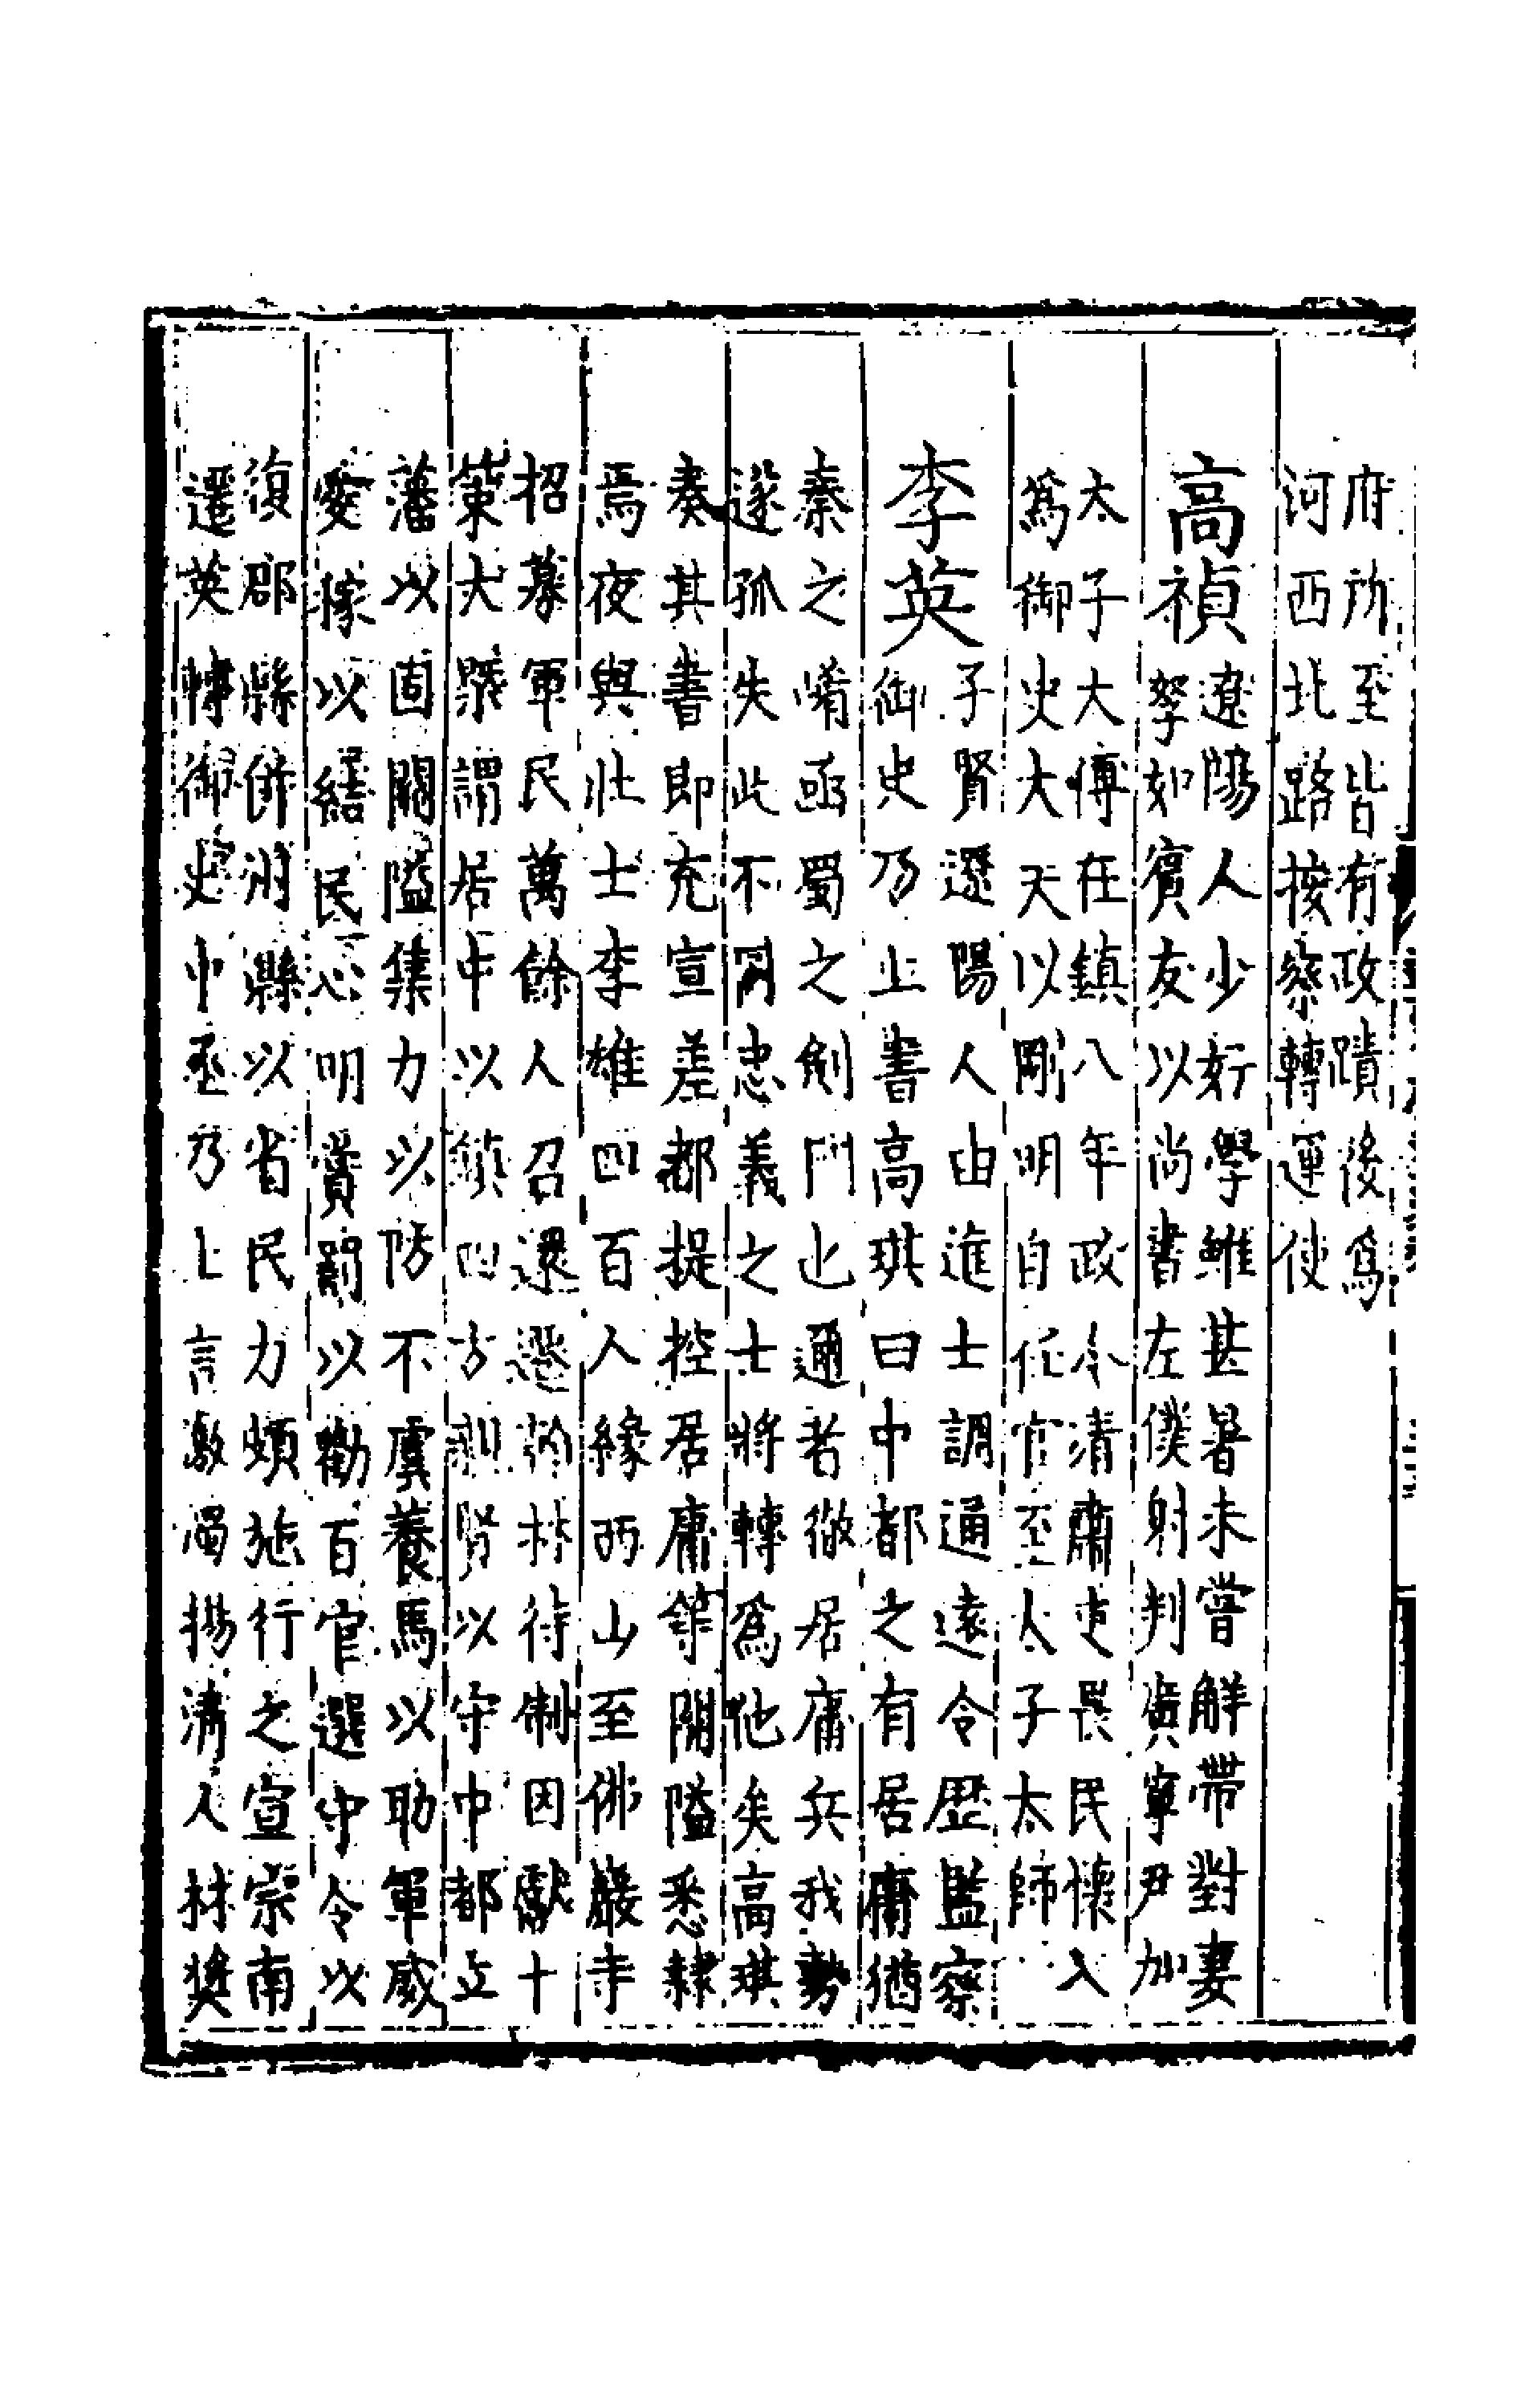 府所至皆有政蹟後爲
河西北路按察轉運使
高禎
遼陽人少好學雖甚暑未嘗解帶對妻
孥如賓友以尚書左僕射判廣寧尹加
太子大傅在鎮八年政令清肅吏畏民懷入
爲御史大天以剛明自任官至太子太師
李英
子賢遼陽人由進士調通遠令歴監察
御史乃上書高琪曰中都之有居庸猶
秦之崤函蜀之劍門也邇者徹居庸兵我勢
遂孤失此不圖忠義之士將轉爲他矣高琪
奏其書即充宣差都提控居庸等關隘悉隷
焉夜與壯士李雄四百人緣西山至佛巖寺
招募軍民萬餘人召還遷翰林待制因獻十
策大槩謂居中以鎮四方賢以守中都立
藩以固關隘集力以防不虞養馬以助軍威
愛稼以結民心明賞罰以勸百官選守令以
復郡縣併州縣以省民力頗施行之宣宗南
遷英轉御史中丞乃上言激濁揚清人材奨